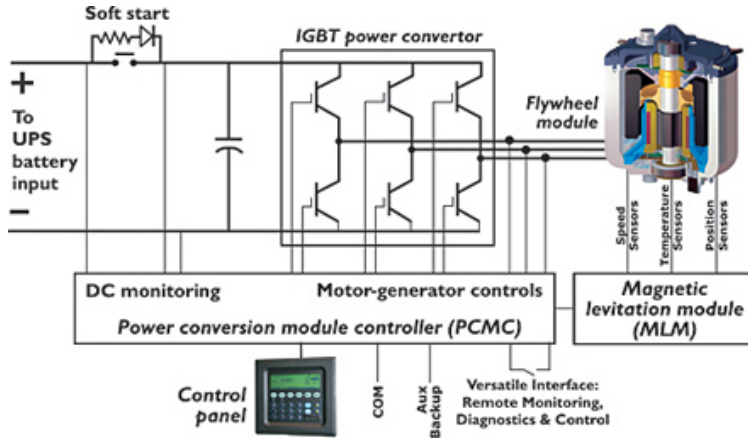 Soft start
IGBT power convertor
+
To
UPS
battery
input
−
Flywheel
module
Speed
Sensors
Temperature
Sensors
Position
Sensors
DC monitoring
Motor-generator controls
Power conversion module controller (PCMC)
Magnetic
levitation module
(MLM)
Control
panel
COM
Aux
Backup
Versatile Interface:
Remote Monitoring,
Diagnostics & Control